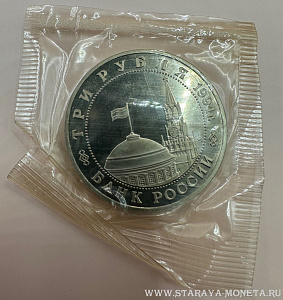 ТРИ РУБЛЯ
БАНК РОССИИ
WWW.STARAYA-MONETA.RU